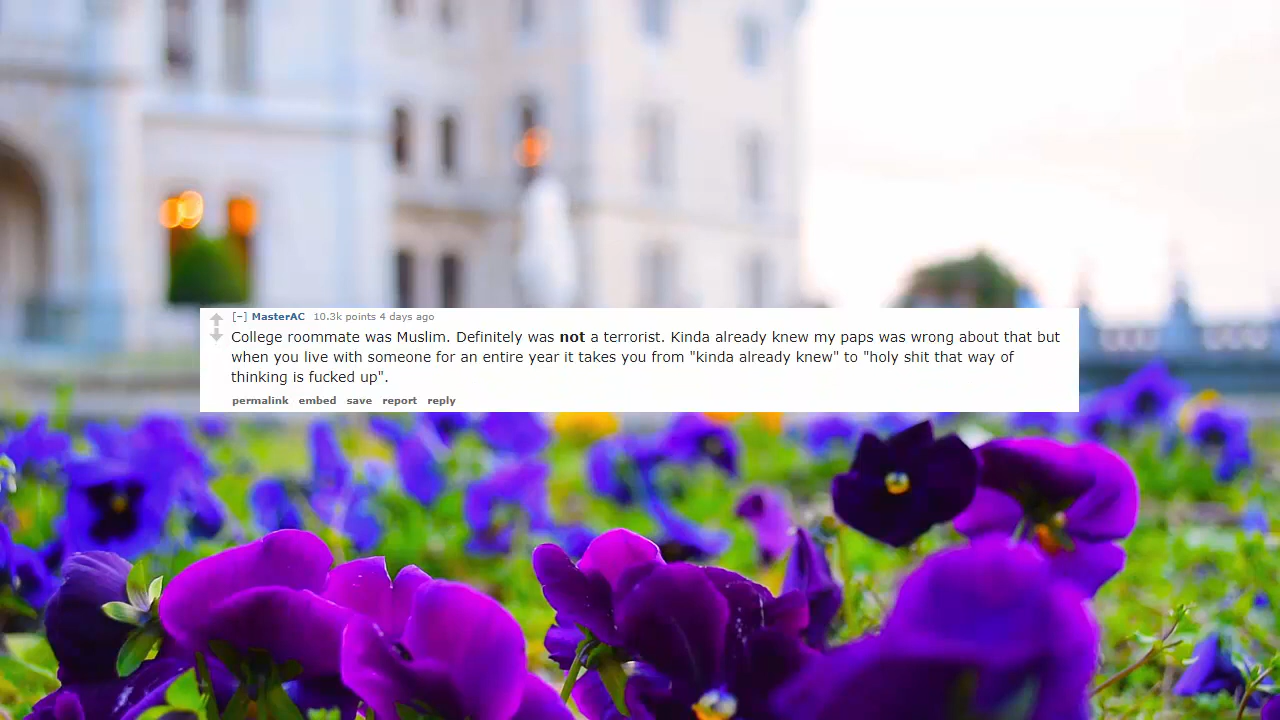 [–] MasterAC 10.3k points 4 days ago
College roommate was Muslim. Definitely was not a terrorist. Kinda already knew my paps was wrong about that but
when you live with someone for an entire year it takes you from "kinda already knew" to "holy shit that way of
thinking is fucked up".
permalink embed save report reply